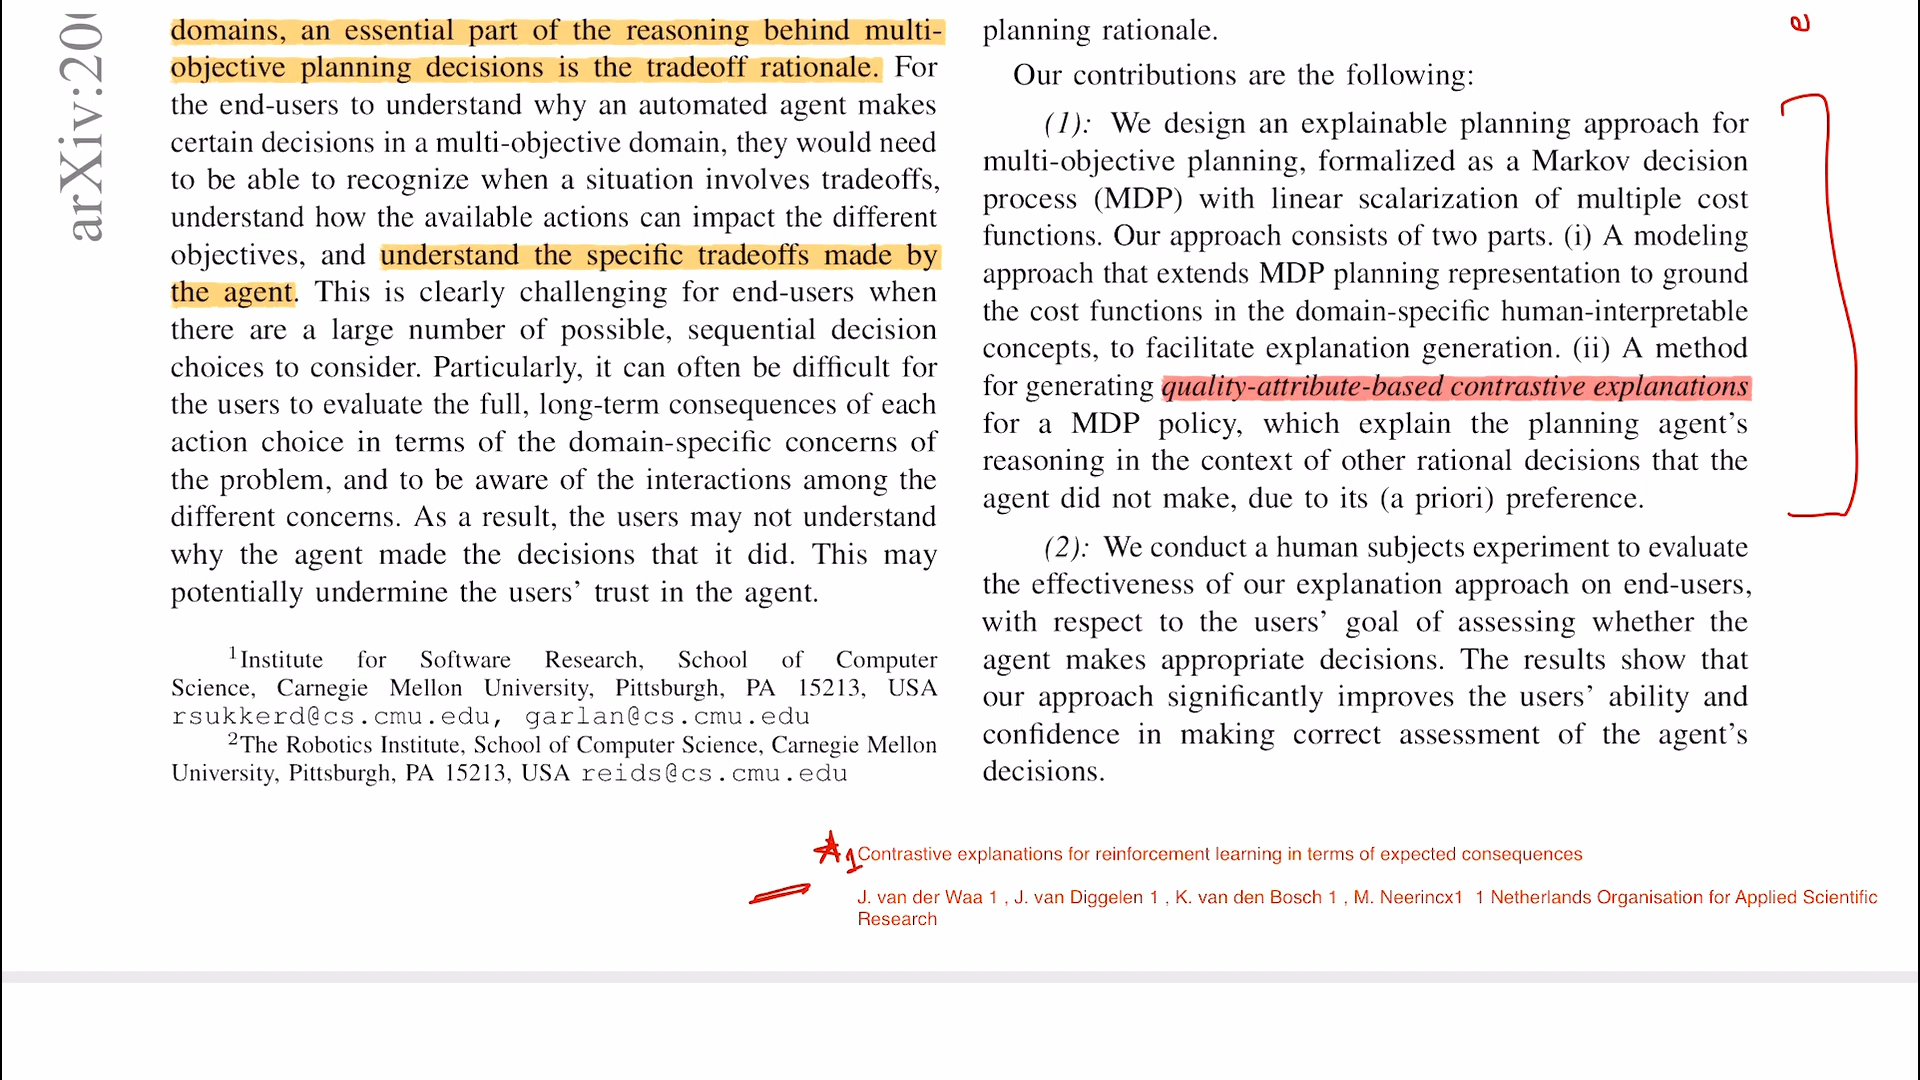 arXiv:200
domains, an essential part of the reasoning behind multi-
objective planning decisions is the tradeoff rationale. For
the end-users to understand why an automated agent makes
certain decisions in a multi-objective domain, they would need
to be able to recognize when a situation involves tradeoffs,
understand how the available actions can impact the different
objectives, and understand the specific tradeoffs made by
the agent. This is clearly challenging for end-users when
there are a large number of possible, sequential decision
choices to consider. Particularly, it can often be difficult for
the users to evaluate the full, long-term consequences of each
action choice in terms of the domain-specific concerns of
the problem, and to be aware of the interactions among the
different concerns. As a result, the users may not understand
why the agent made the decisions that it did. This may
potentially undermine the users’ trust in the agent.
1Institute for Software Research, School of Computer
Science, Carnegie Mellon University, Pittsburgh, PA 15213, USA
rsukkerd@cs.cmu.edu, garlan@cs.cmu.edu
2The Robotics Institute, School of Computer Science, Carnegie Mellon
University, Pittsburgh, PA 15213, USA reids@cs.cmu.edu
planning rationale.
Our contributions are the following:
(1): We design an explainable planning approach for
multi-objective planning, formalized as a Markov decision
process (MDP) with linear scalarization of multiple cost
functions. Our approach consists of two parts. (i) A modeling
approach that extends MDP planning representation to ground
the cost functions in the domain-specific human-interpretable
concepts, to facilitate explanation generation. (ii) A method
for generating quality-attribute-based contrastive explanations
for a MDP policy, which explain the planning agent’s
reasoning in the context of other rational decisions that the
agent did not make, due to its (a priori) preference.
(2): We conduct a human subjects experiment to evaluate
the effectiveness of our explanation approach on end-users,
with respect to the users’ goal of assessing whether the
agent makes appropriate decisions. The results show that
our approach significantly improves the users’ ability and
confidence in making correct assessment of the agent’s
decisions.
1 Contrastive explanations for reinforcement learning in terms of expected consequences
J. van der Waa 1 , J. van Diggelen 1 , K. van den Bosch 1 , M. Neerincx1 1 Netherlands Organisation for Applied Scientific
Research